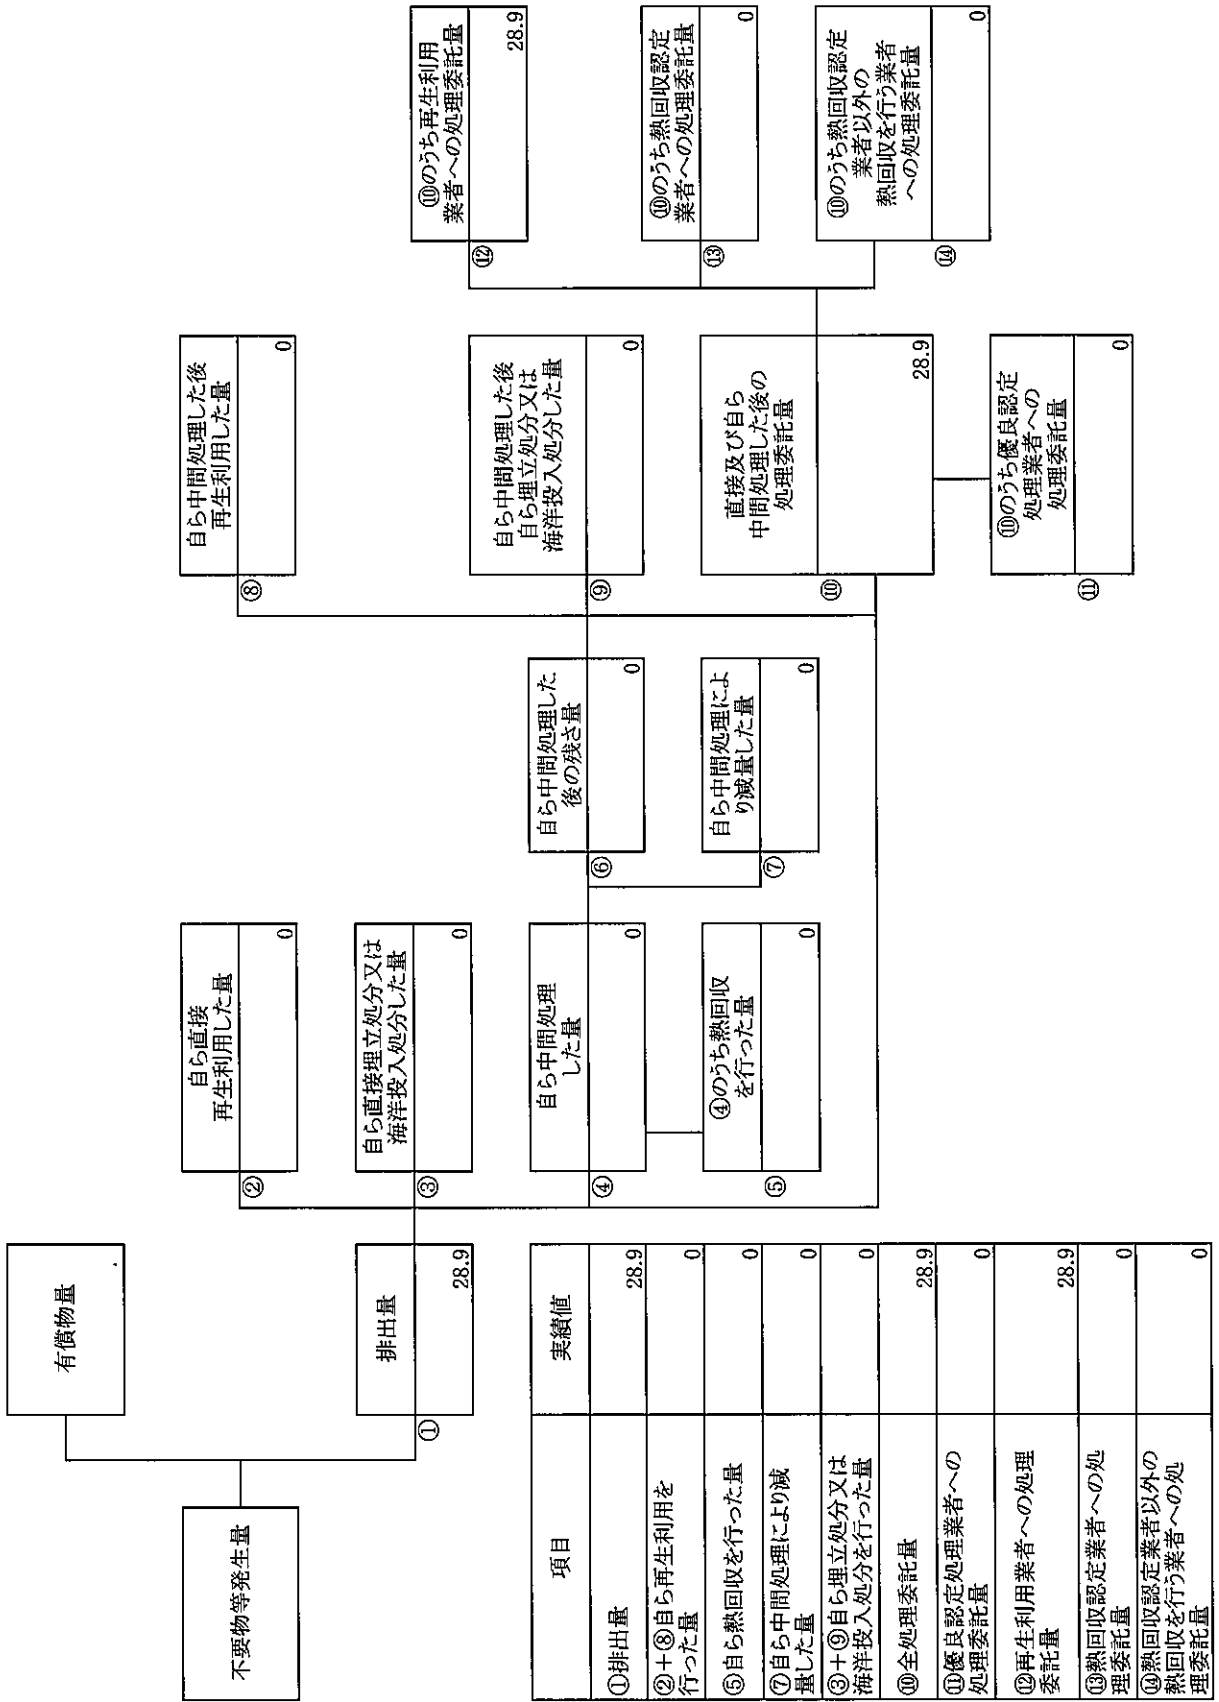 不要物等発生量
有償物量
①
排出量
28.9
②
自ら直接
再生利用した量
0
③
自ら直接埋立処分又は
海洋投入処分した量
0
④
自ら中間処理
した量
0
⑤
④のうち熱回収
を行った量
0
⑥
自ら中間処理した
後の残さ量
0
⑦
自ら中間処理によ
り減量した量
0
⑧
自ら中間処理した後
再生利用した量
0
⑨
自ら中間処理した後
自ら埋立処分又は
海洋投入処分した量
0
⑩
直接及び自ら
中間処理した後の
処理委託量
28.9
⑪
⑩のうち優良認定
処理業者への
処理委託量
0
⑫
⑩のうち再生利用
業者への処理委託量
28.9
⑬
⑩のうち熱回収認定
業者への処理委託量
0
⑭
⑩のうち熱回収認定
業者以外の
熱回収を行う業者
への処理委託量
0
項目 実績値
①排出量 28.9
②+⑧自ら再生利用を
行った量 0
⑤自ら熱回収を行った量 0
⑦自ら中間処理により減
量した量 0
③+⑨自ら埋立処分又は
海洋投入処分を行った量 0
⑩全処理委託量 28.9
⑪優良認定処理業者への
処理委託量 0
⑫再生利用業者への処理
委託量 28.9
⑬熱回収認定業者への処
理委託量 0
⑭熱回収認定業者以外の
熱回収を行う業者への処
理委託量 0